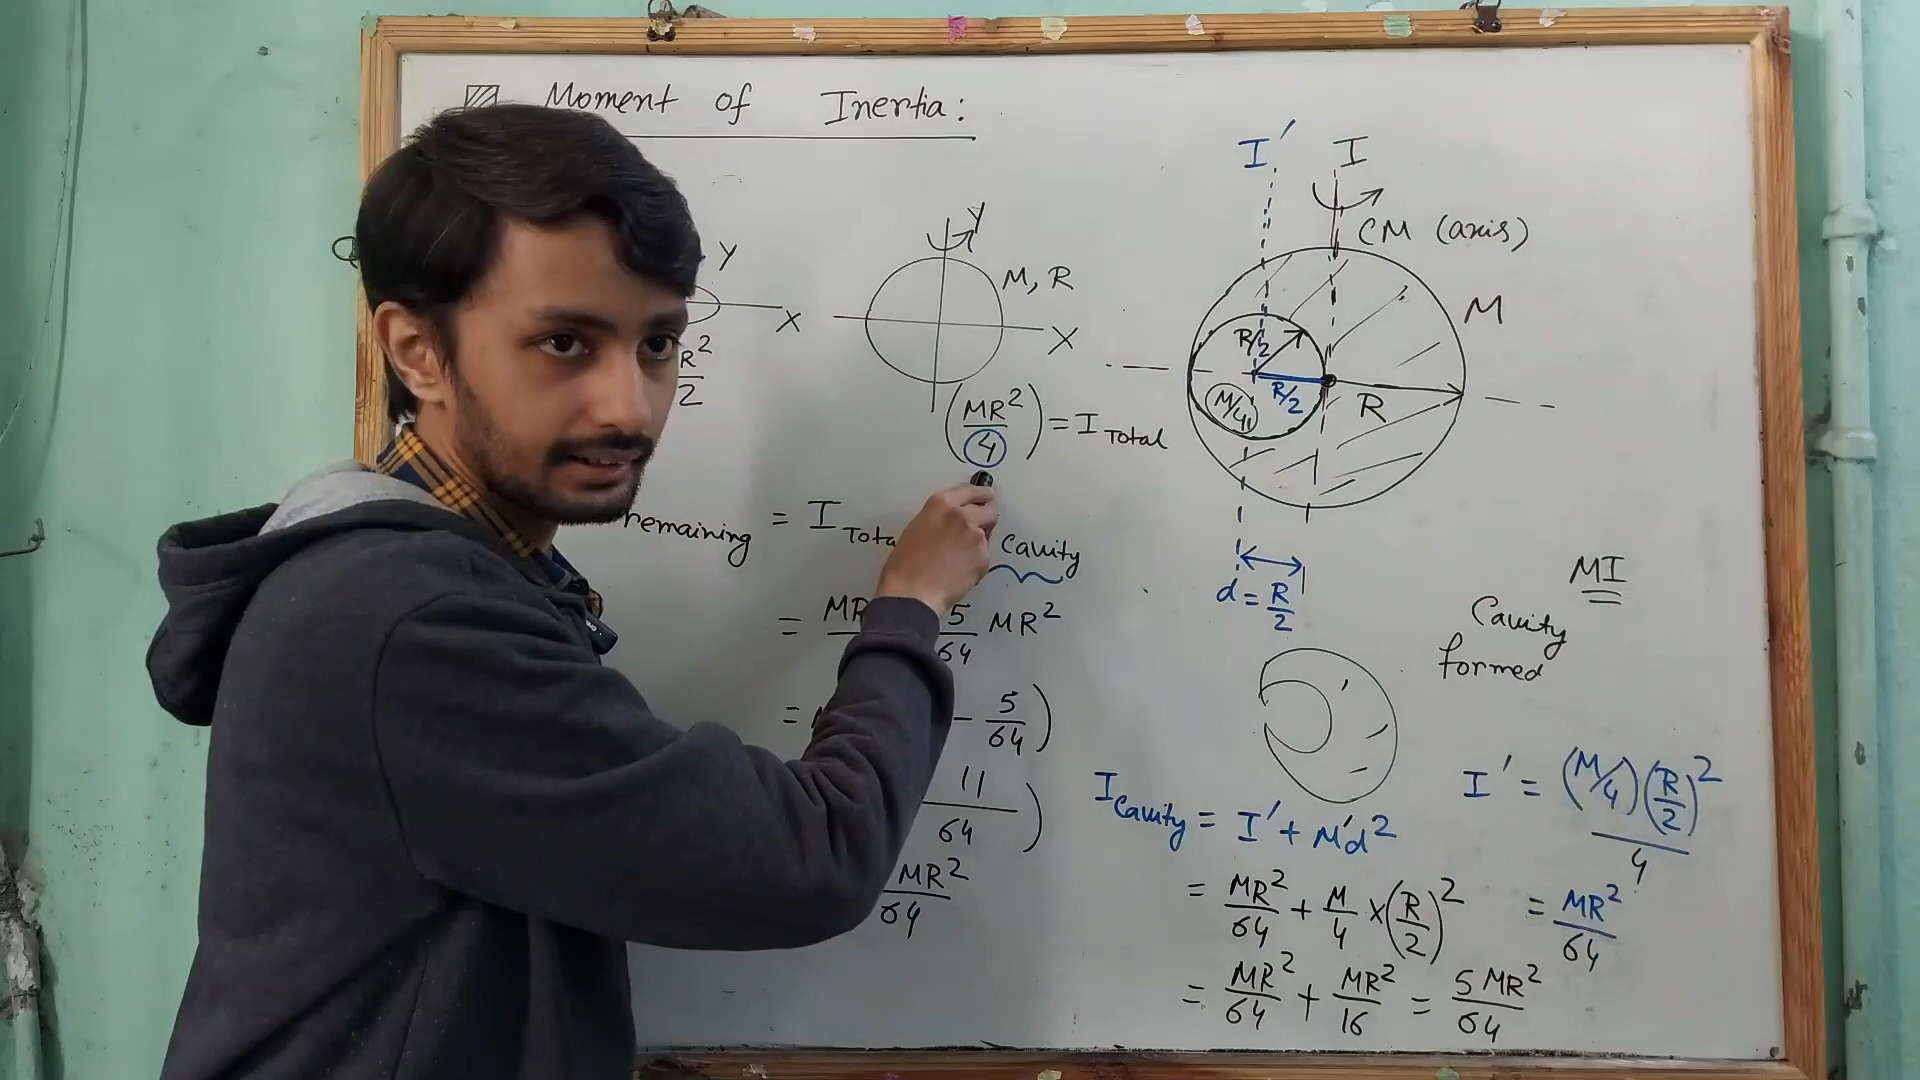 Moment of Inertia:
Y
X
R²/2
Y
M, R
X
(MR²/4) = I Total
I′ I
CM (axis)
M
R/2
R/2
M/4
R
d = R/2
remaining = I Tota cavity
= MR 5/64 MR²
= - 5/64)
11/64 )
MR²/64
MI
Cavity
formed
I Cavity = I′ + M′d²
= MR²/64 + M/4 × (R/2)²
= MR²/64 + MR²/16 = 5 MR²/64
I′ = (M/4)(R/2)²/4
= MR²/64